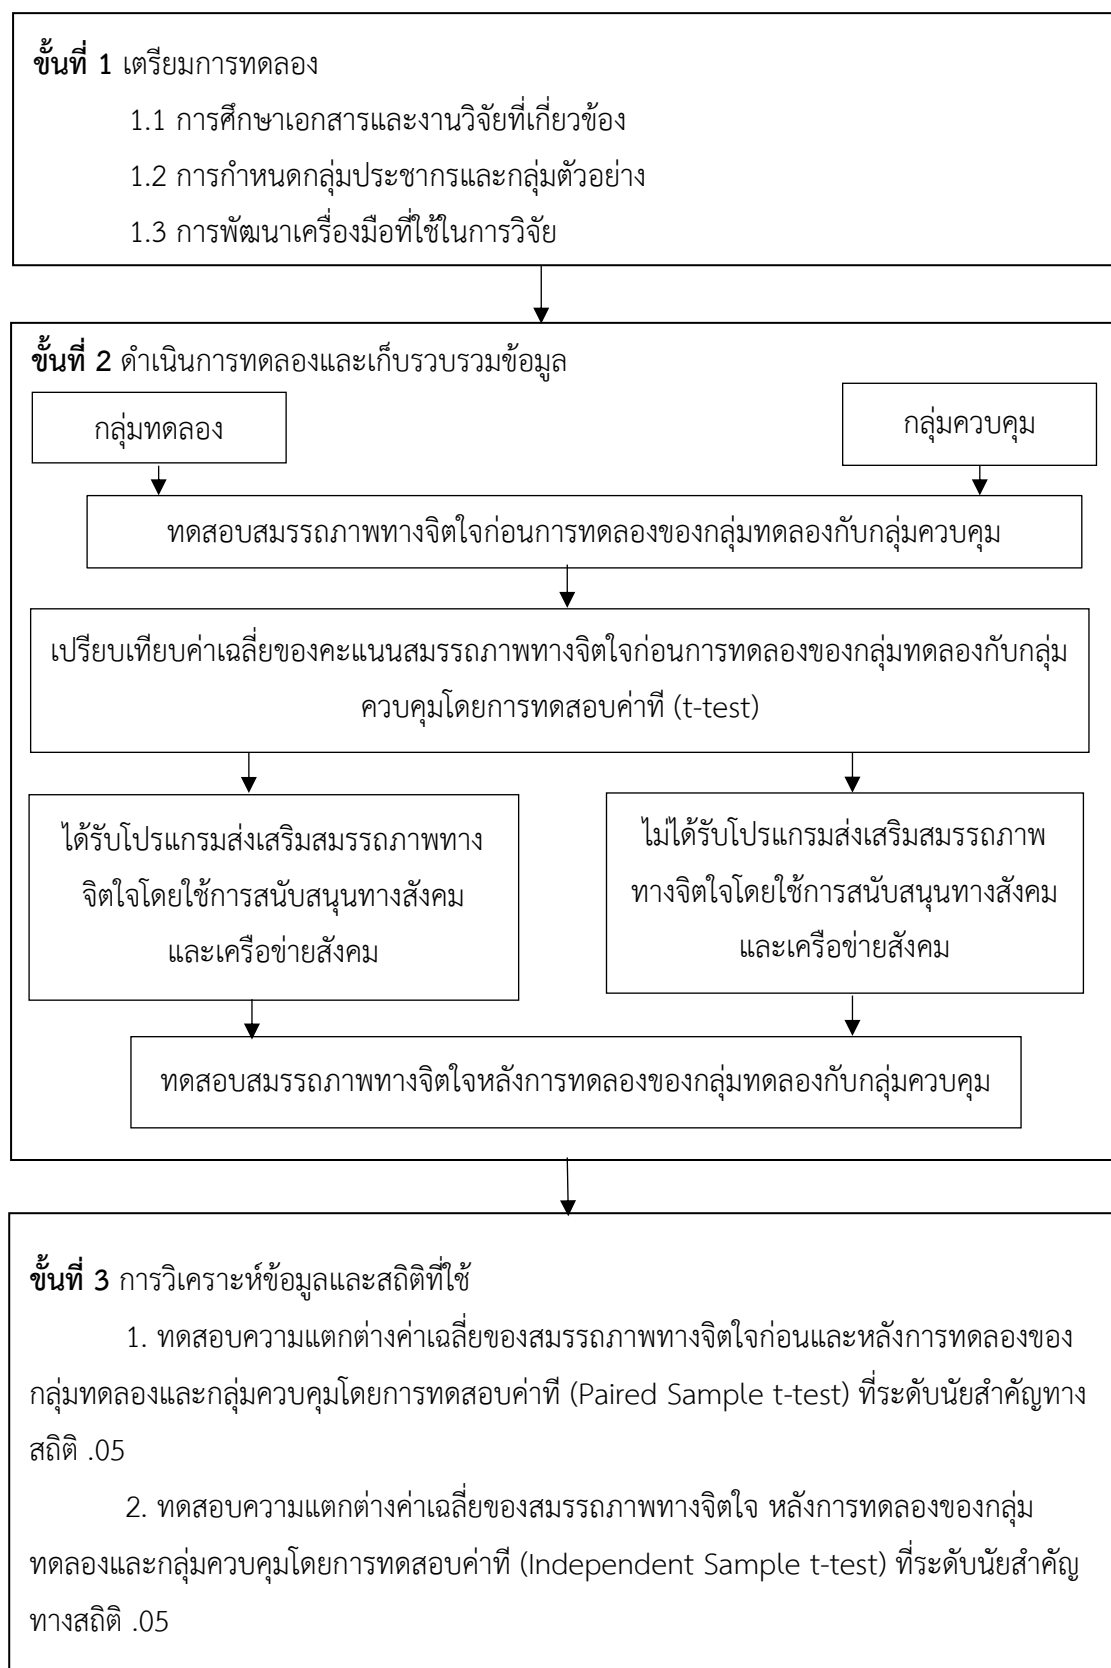 ขั้นที่ 1 เตรียมการทดลอง
1.1 การศึกษาเอกสารและงานวิจัยที่เกี่ยวข้อง
1.2 การกำหนดกลุ่มประชากรและกลุ่มตัวอย่าง
1.3 การพัฒนาเครื่องมือที่ใช้ในการวิจัย
ขั้นที่ 2 ดำเนินการทดลองและเก็บรวบรวมข้อมูล
กลุ่มทดลอง
กลุ่มควบคุม
ทดสอบสมรรถภาพทางจิตใจก่อนการทดลองของกลุ่มทดลองกับกลุ่มควบคุม
เปรียบเทียบค่าเฉลี่ยของคะแนนสมรรถภาพทางจิตใจก่อนการทดลองของกลุ่มทดลองกับกลุ่ม
ควบคุมโดยการทดสอบค่าที (t-test)
ได้รับโปรแกรมส่งเสริมสมรรถภาพทาง
จิตใจโดยใช้การสนับสนุนทางสังคม
และเครือข่ายสังคม
ไม่ได้รับโปรแกรมส่งเสริมสมรรถภาพ
ทางจิตใจโดยใช้การสนับสนุนทางสังคม
และเครือข่ายสังคม
ทดสอบสมรรถภาพทางจิตใจหลังการทดลองของกลุ่มทดลองกับกลุ่มควบคุม
ขั้นที่ 3 การวิเคราะห์ข้อมูลและสถิติที่ใช้
1. ทดสอบความแตกต่างค่าเฉลี่ยของสมรรถภาพทางจิตใจก่อนและหลังการทดลองของ
กลุ่มทดลองและกลุ่มควบคุมโดยการทดสอบค่าที (Paired Sample t-test) ที่ระดับนัยสำคัญทาง
สถิติ .05
2. ทดสอบความแตกต่างค่าเฉลี่ยของสมรรถภาพทางจิตใจ หลังการทดลองของกลุ่ม
ทดลองและกลุ่มควบคุมโดยการทดสอบค่าที (Independent Sample t-test) ที่ระดับนัยสำคัญ
ทางสถิติ .05